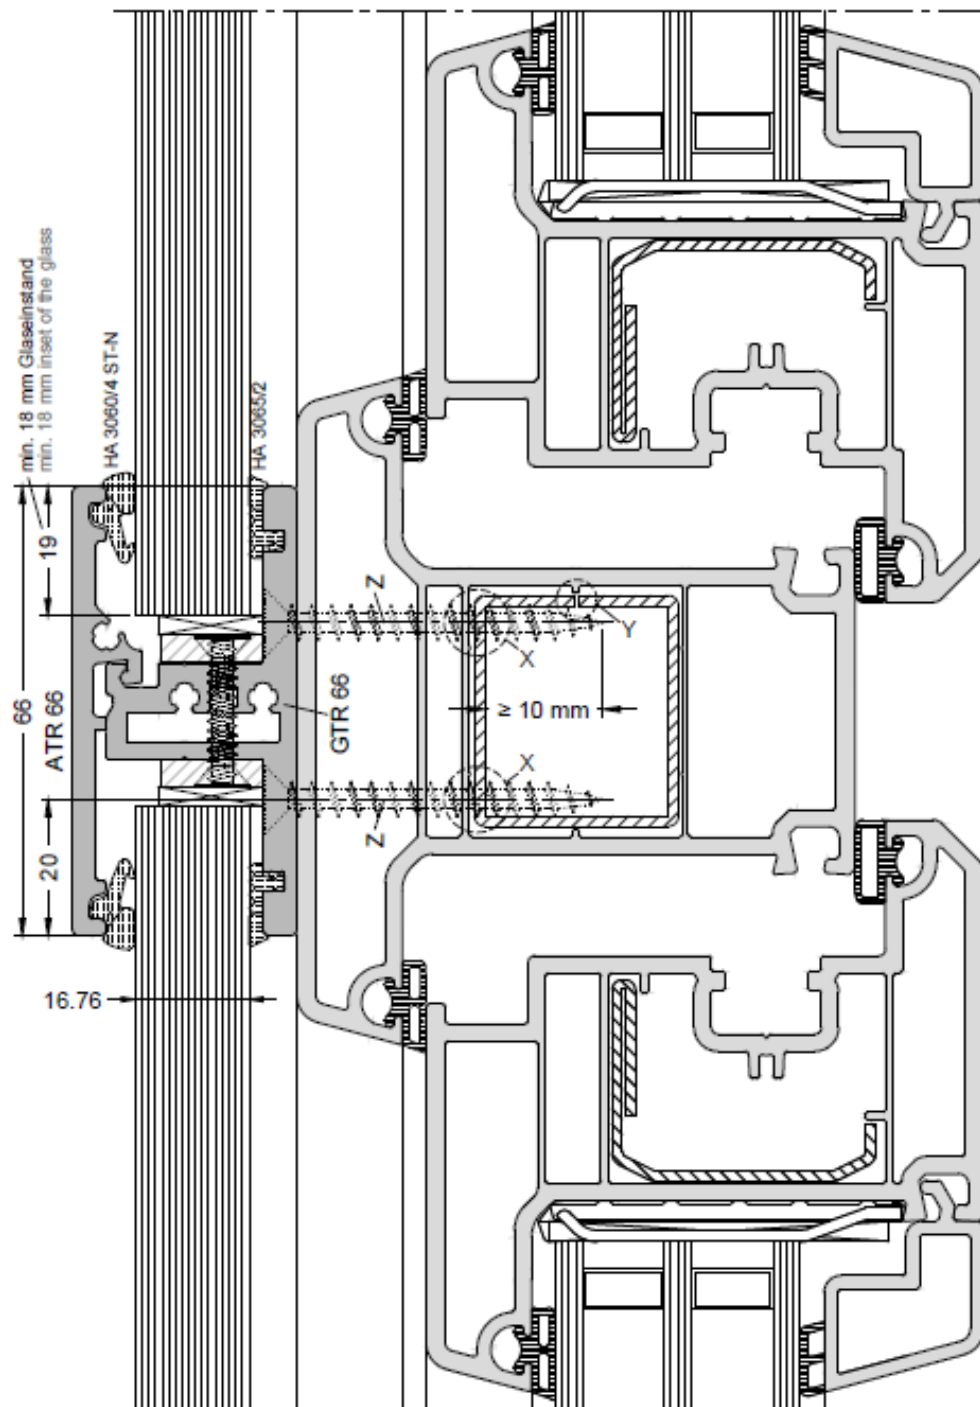 min. 18 mm Glaseinstand
min. 18 mm inset of the glass
HA 3060/4 ST-N
HA 3065/2
19
66
ATR 66
20
16.76
GTR 66
Z
Z
X
X
Y
≥ 10 mm